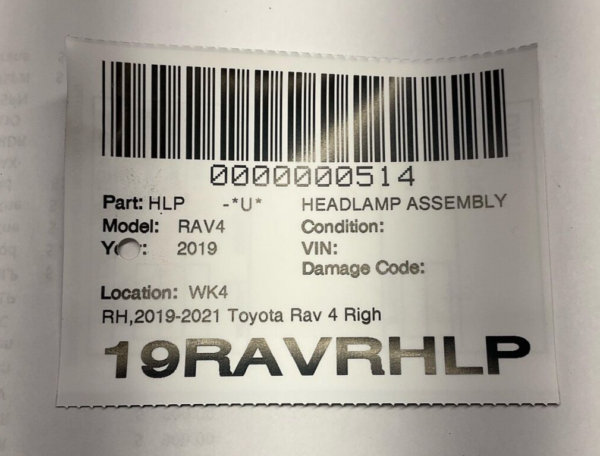 0000000514
Part: HLP -*U* HEADLAMP ASSEMBLY
Model: RAV4 Condition:
2019 VIN:
Damage Code:
Location: WK4
RH,2019-2021 Toyota Rav 4 Righ
19RAVRHLP